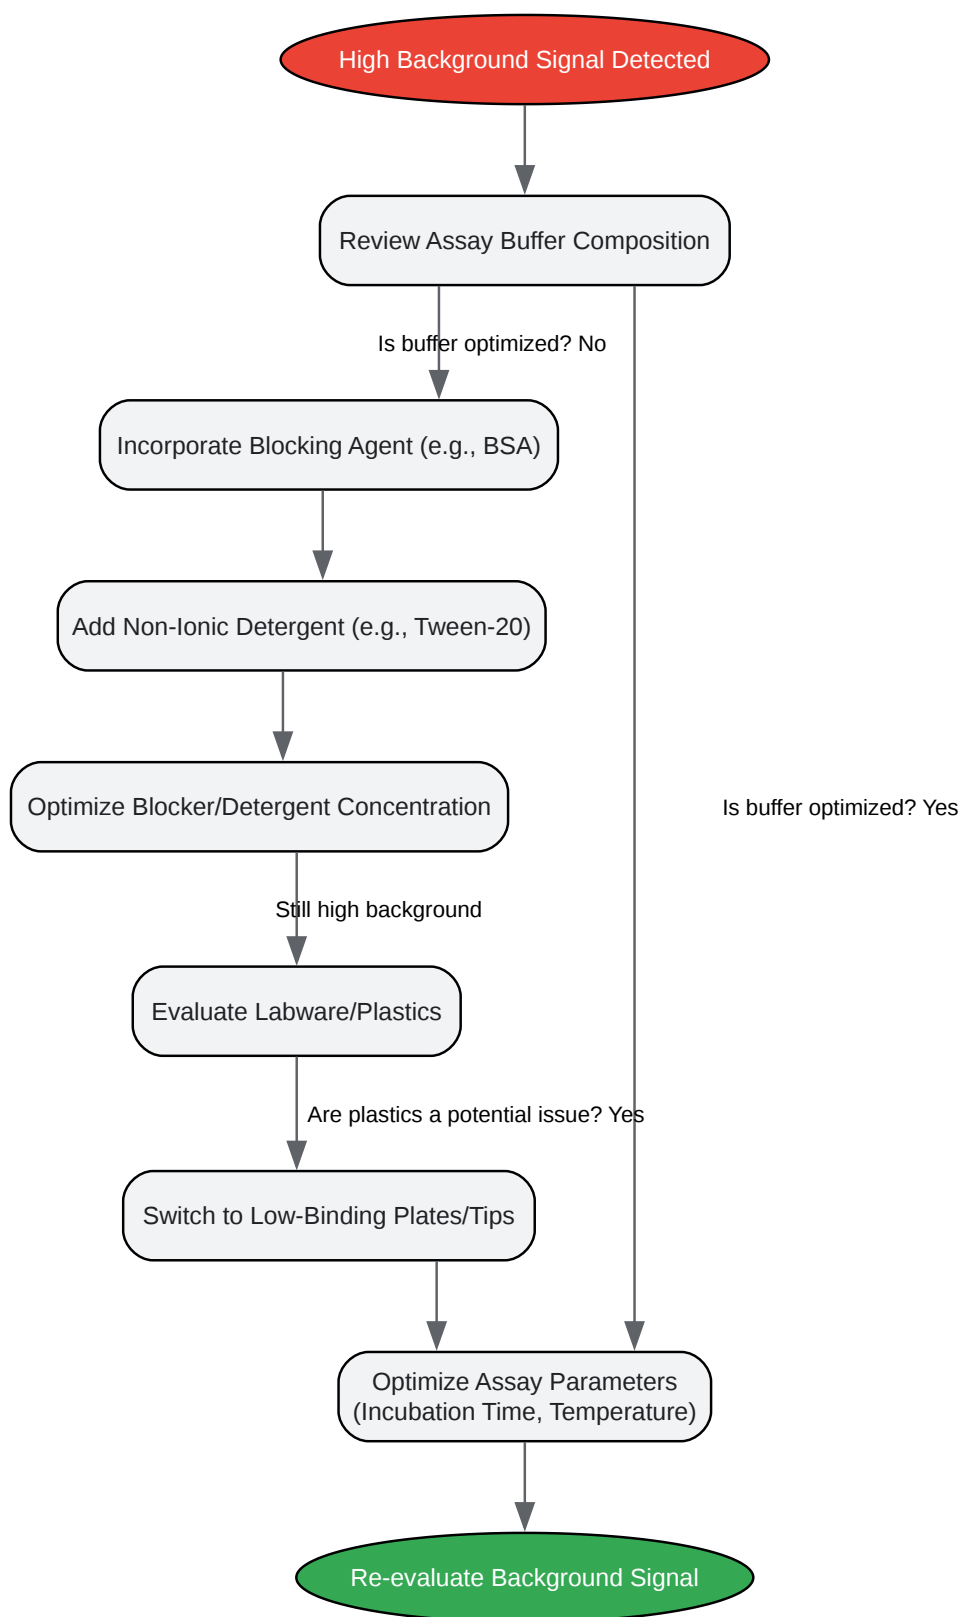 High Background Signal Detected
Review Assay Buffer Composition
Is buffer optimized? No
Incorporate Blocking Agent (e.g., BSA)
Add Non-Ionic Detergent (e.g., Tween-20)
Optimize Blocker/Detergent Concentration
Is buffer optimized? Yes
Still high background
Evaluate Labware/Plastics
Are plastics a potential issue? Yes
Switch to Low-Binding Plates/Tips
Optimize Assay Parameters
(Incubation Time, Temperature)
Re-evaluate Background Signal